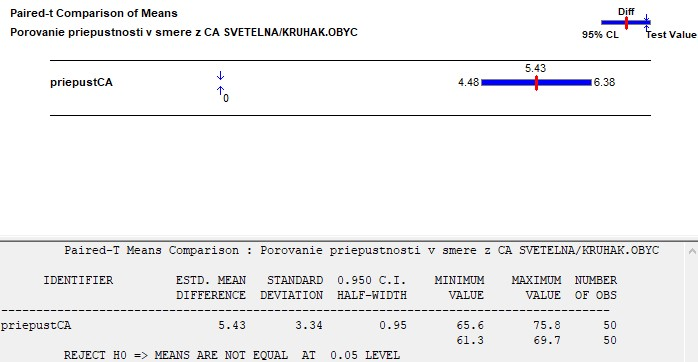 Paired-t Comparison of Means
Porovanie priepustnosti v smere z CA SVETELNA/KRUHAK.OBYC
Diff
95% CL Test Value
5.43
priepustCA 4.48 6.38
0
Paired-T Means Comparison : Porovanie priepustnosti v smere z CA SVETELNA/KRUHAK.OBYC
IDENTIFIER ESTD. MEAN STANDARD 0.950 C.I. MINIMUM MAXIMUM NUMBER
DIFFERENCE DEVIATION HALF-WIDTH VALUE VALUE OF OBS
priepustCA 5.43 3.34 0.95 65.6 75.8 50
61.3 69.7 50
REJECT H0 => MEANS ARE NOT EQUAL AT 0.05 LEVEL